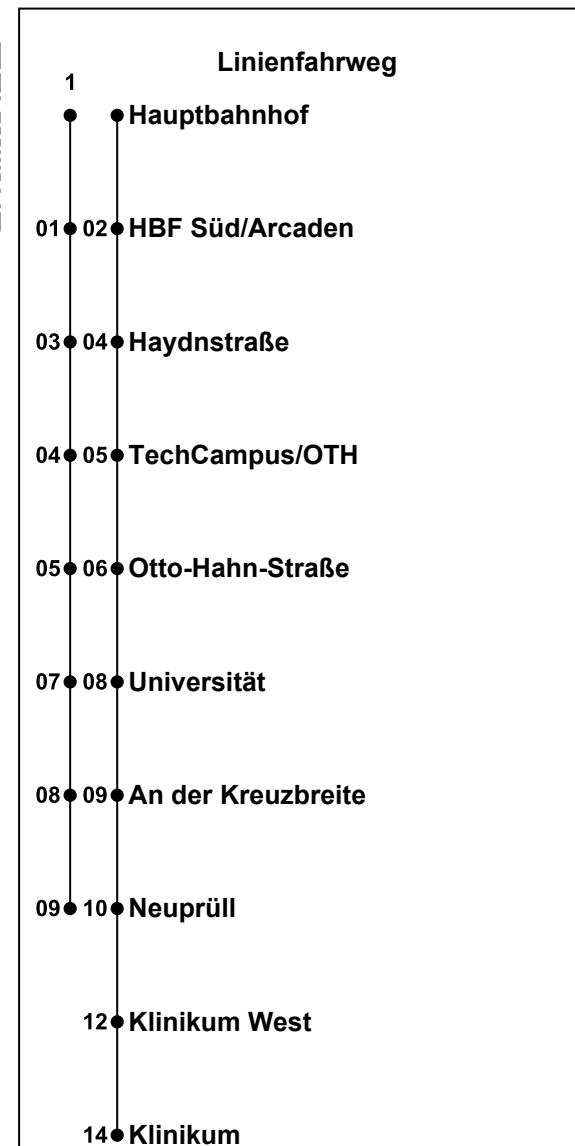 Linienfahrweg
1
Hauptbahnhof
01 02 HBF Süd/Arcaden
03 04 Haydnstraße
04 05 TechCampus/OTH
05 06 Otto-Hahn-Straße
07 08 Universität
08 09 An der Kreuzbreite
09 10 Neuprüll
12 Klinikum West
14 Klinikum